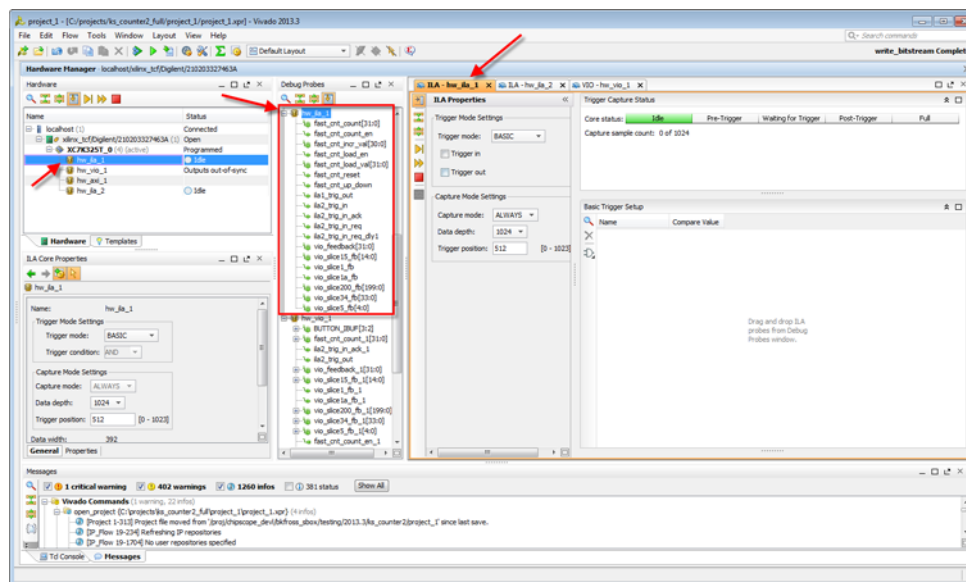 project_1 - [C:/projects/ks_counter2_full/project_1/project_1.xpr] - Vivado 2013.3
File Edit Flow Tools Window Layout View Help
Search commands
Default Layout
write_bitstream Complet
Hardware Manager - localhost/xilinx_tcf/Digilent/210203327463A
Hardware
Name Status
localhost (1) Connected
xilinx_tcf/Digilent/210203327463A (1) Open
XC7K325T_0 (4) (active) Programmed
hw_ila_1 Idle
hw_vio_1 Outputs out-of-sync
hw_axi_1
hw_ila_2 Idle
Hardware Templates
ILA Core Properties
hw_ila_1
Name: hw_ila_1
Trigger Mode Settings
Trigger mode: BASIC
Trigger condition: AND
Capture Mode Settings
Capture mode: ALWAYS
Data depth: 1024
Trigger position: 512 [0 - 1023]
Data width: 392
General Properties
Debug Probes
hw_ila_1
fast_cnt_count[31:0]
fast_cnt_count_en
fast_cnt_incr_val[30:0]
fast_cnt_load_en
fast_cnt_load_val[31:0]
fast_cnt_reset
fast_cnt_up_down
ila1_trig_out
ila2_trig_in
ila2_trig_in_ack
ila2_trig_in_req
ila2_trig_in_req_dly1
vio_feedback[31:0]
vio_slice15_fb[14:0]
vio_slice1_fb
vio_slice1a_fb
vio_slice200_fb[199:0]
vio_slice34_fb[33:0]
vio_slice5_fb[4:0]
hw_vio_1
BUTTON_IBUF[3:2]
fast_cnt_count_1[31:0]
ila2_trig_in_ack_1
ila2_trig_out
vio_feedback_1[31:0]
vio_slice15_fb_1[14:0]
vio_slice1_fb_1
vio_slice1a_fb_1
vio_slice200_fb_1[199:0]
vio_slice34_fb_1[33:0]
vio_slice5_fb_1[4:0]
fast_cnt_count_en_1
ILA - hw_ila_1 ILA - hw_ila_2 VIO - hw_vio_1
ILA Properties
Trigger Mode Settings
Trigger mode: BASIC
Trigger in
Trigger out
Capture Mode Settings
Capture mode: ALWAYS
Data depth: 1024
Trigger position: 512 [0 - 1023]
Trigger Capture Status
Core status: Idle Pre-Trigger Waiting for Trigger Post-Trigger Full
Capture sample count: 0 of 1024
Basic Trigger Setup
Name Compare Value
Drag and drop ILA
probes from Debug
Probes window.
Messages
1 critical warning 402 warnings 1260 infos 381 status Show All
Vivado Commands (1 warning, 22 infos)
open_project {C:/projects/ks_counter2_full/project_1/project_1.xpr} (4 infos)
[Project 1-313] Project file moved from '/proj/chipscope_devl/bkfross_sbox/testing/2013.3/ks_counter2/project_1' since last save.
[IP_Flow 19-234] Refreshing IP repositories
[IP_Flow 19-1704] No user repositories specified
Tcl Console Messages